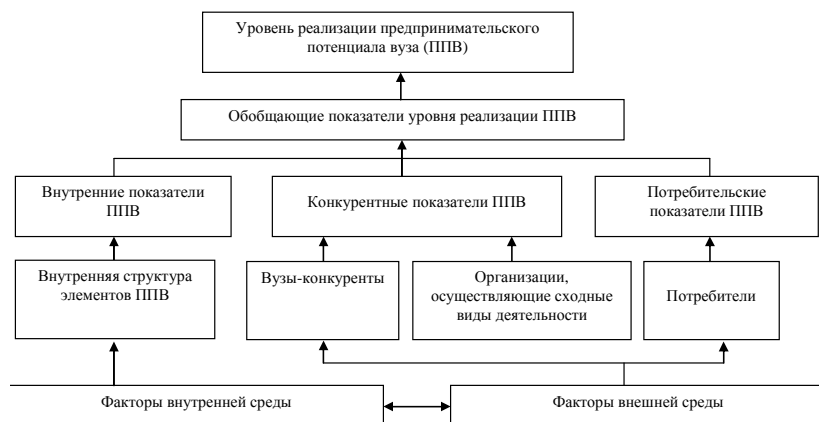 Уровень реализации предпринимательского
потенциала вуза (ППВ)
Обобщающие показатели уровня реализации ППВ
Внутренние показатели
ППВ
Конкурентные показатели ППВ
Потребительские
показатели ППВ
Внутренняя структура
элементов ППВ
Вузы-конкуренты
Организации,
осуществляющие сходные
виды деятельности
Потребители
Факторы внутренней среды
Факторы внешней среды